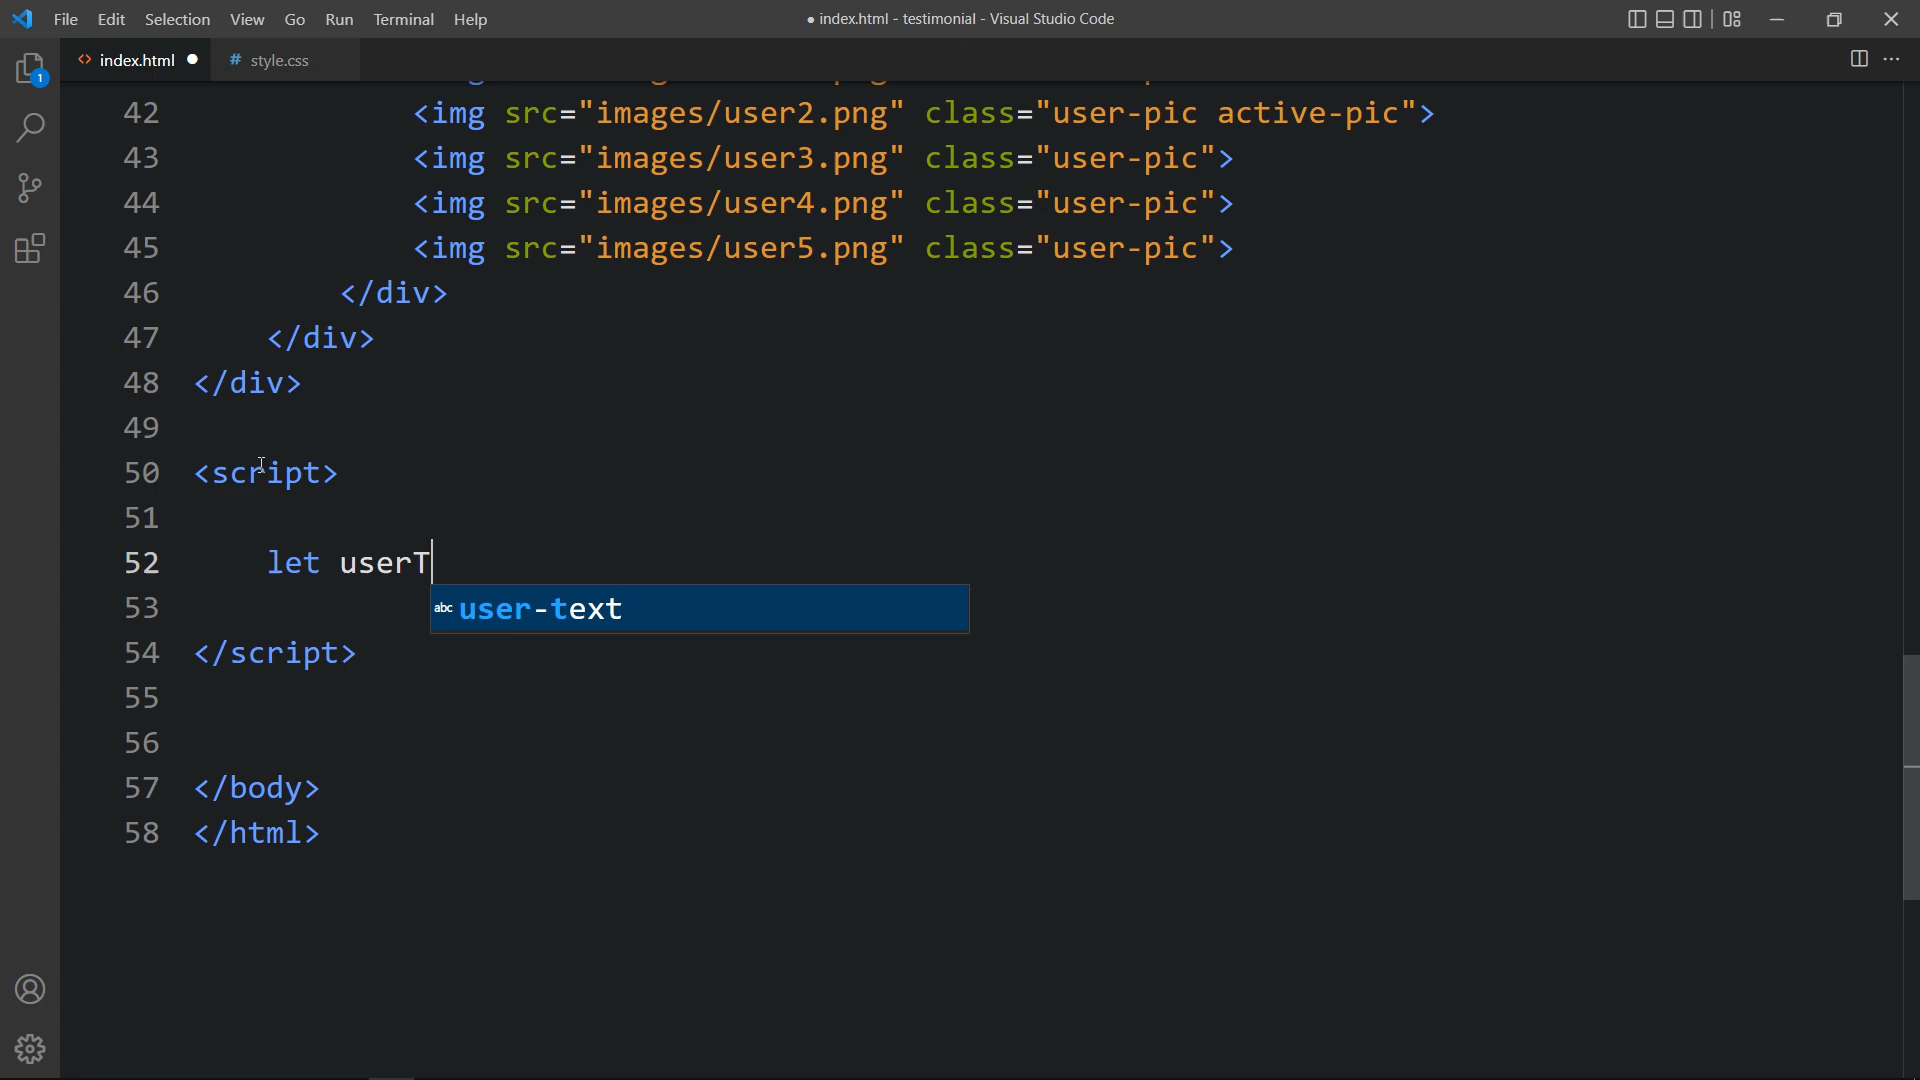 File Edit Selection View Go Run Terminal Help
● index.html - testimonial - Visual Studio Code
<> index.html ●
# style.css
1
42 <img src="images/user2.png" class="user-pic active-pic">
43 <img src="images/user3.png" class="user-pic">
44 <img src="images/user4.png" class="user-pic">
45 <img src="images/user5.png" class="user-pic">
46 </div>
47 </div>
48 </div>
49
50 <script>
51
52 let userT
abc user-text
53
54 </script>
55
56
57 </body>
58 </html>